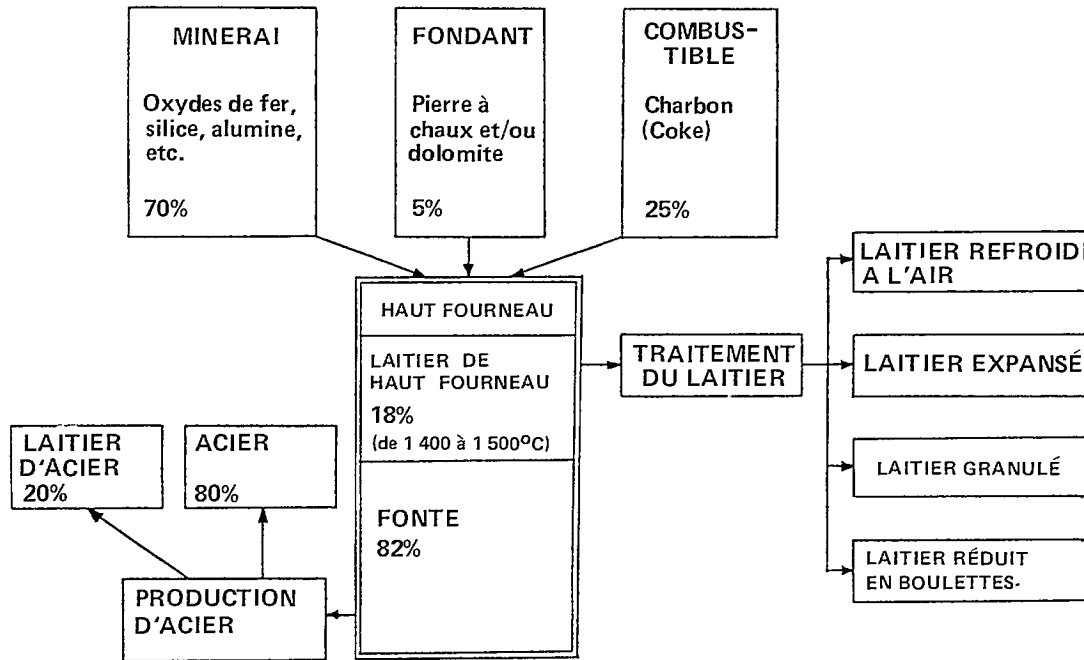 MINERAI
Oxydes de fer,
silice, alumine,
etc.
70%
FONDANT
Pierre à
chaux et/ou
dolomite
5%
COMBUS-
TIBLE
Charbon
(Coke)
25%
HAUT FOURNEAU
LAITIER DE
HAUT FOURNEAU
18%
(de 1 400 à 1 500°C)
FONTE
82%
TRAITEMENT
DU LAITIER
LAITIER REFROIDI
A L'AIR
LAITIER EXPANSÉ
LAITIER GRANULÉ
LAITIER RÉDUIT
EN BOULETTES-
LAITIER
D'ACIER
20%
ACIER
80%
PRODUCTION
D'ACIER